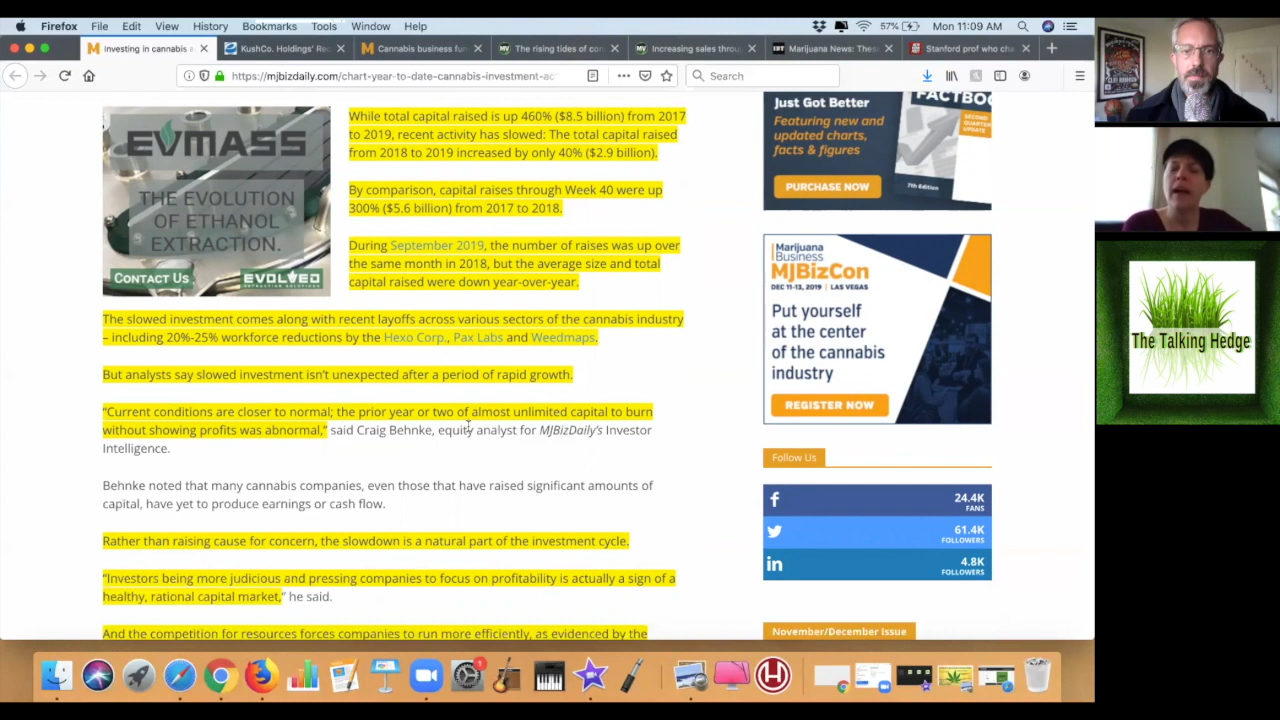 Firefox File Edit View History Bookmarks Tools Window Help 57% Mon 11:09 AM
Investing in cannabis a
KushCo. Holdings' Re
Cannabis business fun
The rising tides of con
Increasing sales throu
Marijuana News: Thes
Stanford prof who cha
https://mjbizdaily.com/chart-year-to-date-cannabis-investment-ac
Search
EVMASS
THE EVOLUTION
OF ETHANOL
EXTRACTION.
CONTACT US
EVOLVED
EXTRACTION SOLUTIONS
While total capital raised is up 460% ($8.5 billion) from 2017
to 2019, recent activity has slowed: The total capital raised
from 2018 to 2019 increased by only 40% ($2.9 billion).
By comparison, capital raises through Week 40 were up
300% ($5.6 billion) from 2017 to 2018.
During September 2019, the number of raises was up over
the same month in 2018, but the average size and total
capital raised were down year-over-year.
The slowed investment comes along with recent layoffs across various sectors of the cannabis industry
– including 20%-25% workforce reductions by the Hexo Corp., Pax Labs and Weedmaps.
But analysts say slowed investment isn't unexpected after a period of rapid growth.
“Current conditions are closer to normal; the prior year or two of almost unlimited capital to burn
without showing profits was abnormal,” said Craig Behnke, equity analyst for MJBizDaily's Investor
Intelligence.
Behnke noted that many cannabis companies, even those that have raised significant amounts of
capital, have yet to produce earnings or cash flow.
Rather than raising cause for concern, the slowdown is a natural part of the investment cycle.
“Investors being more judicious and pressing companies to focus on profitability is actually a sign of a
healthy, rational capital market,” he said.
And the competition for resources forces companies to run more efficiently, as evidenced by the
Just Got Better
Featuring new and
updated charts,
facts & figures
PURCHASE NOW
FACTBO
SECOND
QUARTER
UPDATE
7th Edition
Marijuana
Business
MJBizCon
DEC 11-13, 2019 | LAS VEGAS
Put yourself
at the center
of the cannabis
industry
REGISTER NOW
Follow Us
24.4K
FANS
61.4K
FOLLOWERS
4.8K
FOLLOWERS
November/December Issue
The Talking Hedge